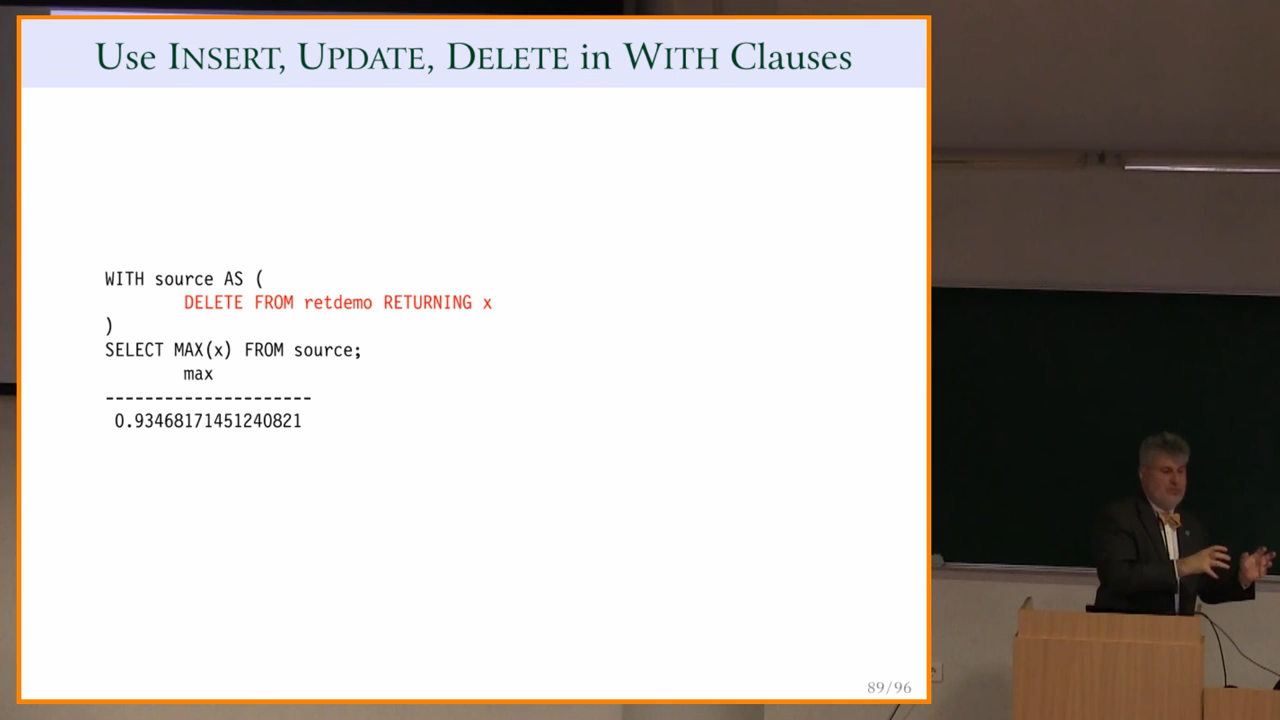 Use INSERT, UPDATE, DELETE in WITH Clauses
WITH source AS (
DELETE FROM retdemo RETURNING x
)
SELECT MAX(x) FROM source;
max
---------------------
0.93468171451240821
89/96